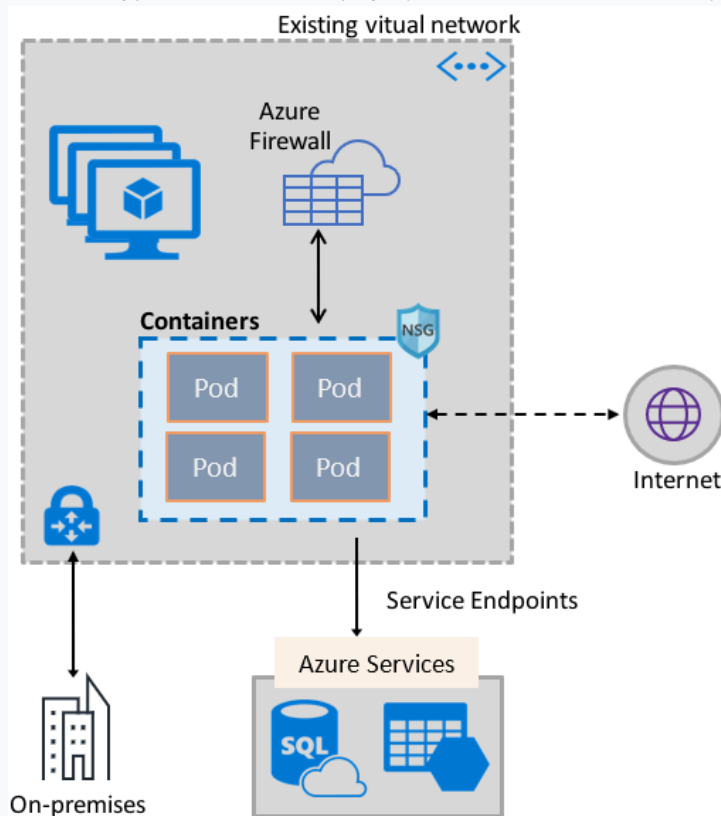 Existing vitual network
Azure
Firewall
Containers
NSG
Pod
Pod
Pod
Pod
Internet
Service Endpoints
Azure Services
SQL
On-premises